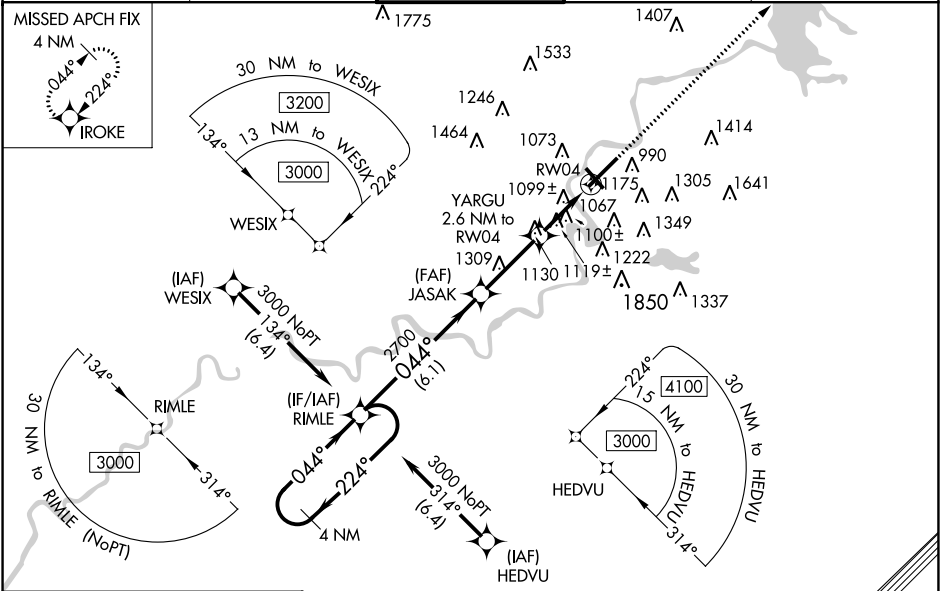 MISSED APCH FIX
4 NM
044°
224°
IROKE
1775
1407
1533
30 NM to WESIX
3200
1246
134°
13 NM to WESIX
1464
1414
3000
224°
1073
990
RW04
1175
1305
1641
1099±
YARGU
2.6 NM to
RW04
1067
1349
WESIX
1100±
1222
1309
1130
1119±
(FAF)
JASAK
1850
1337
(IAF)
WESIX
3000 NoPT
134°
(6.4)
2700
044°
(6.1)
134°
RIMLE
(IF/IAF)
RIMLE
224°
4100
30 NM to HEDVU
15 NM to HEDVU
3000
30 NM to RIMLE (NoPT)
3000
314°
044°
224°
4 NM
3000 NoPT
314°
(6.4)
HEDVU
314°
(IAF)
HEDVU